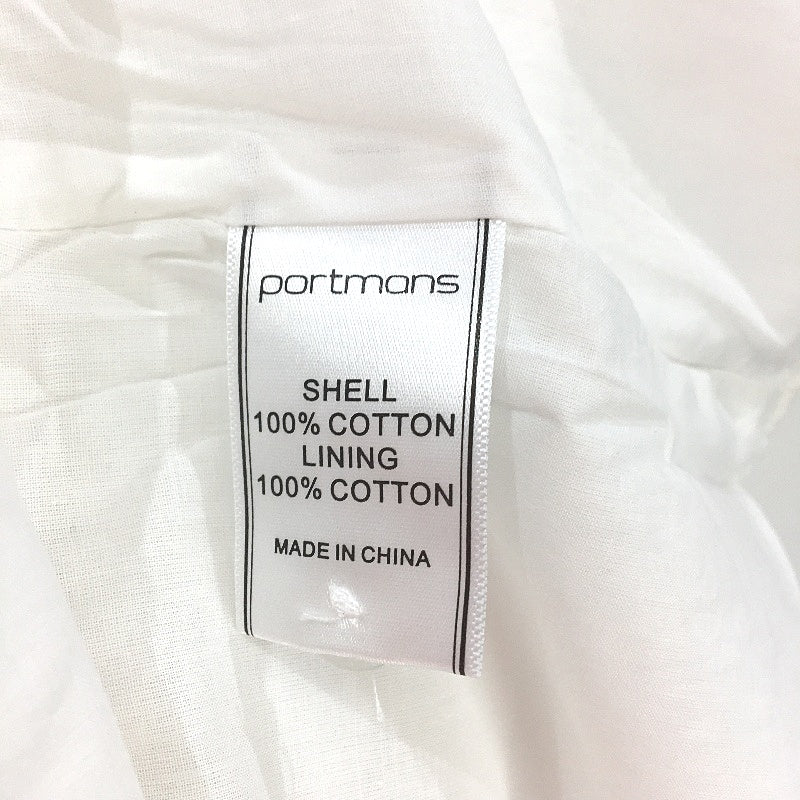 portmans
SHELL
100% COTTON
LINING
100% COTTON
MADE IN CHINA